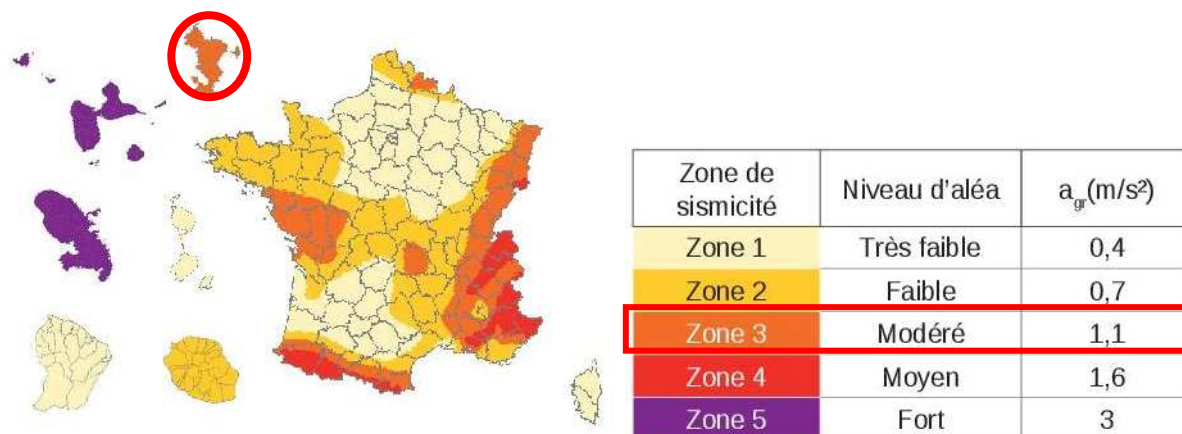 Zone de sismicité Niveau d'aléa a_gr(m/s²)
Zone 1 Très faible 0,4
Zone 2 Faible 0,7
Zone 3 Modéré 1,1
Zone 4 Moyen 1,6
Zone 5 Fort 3